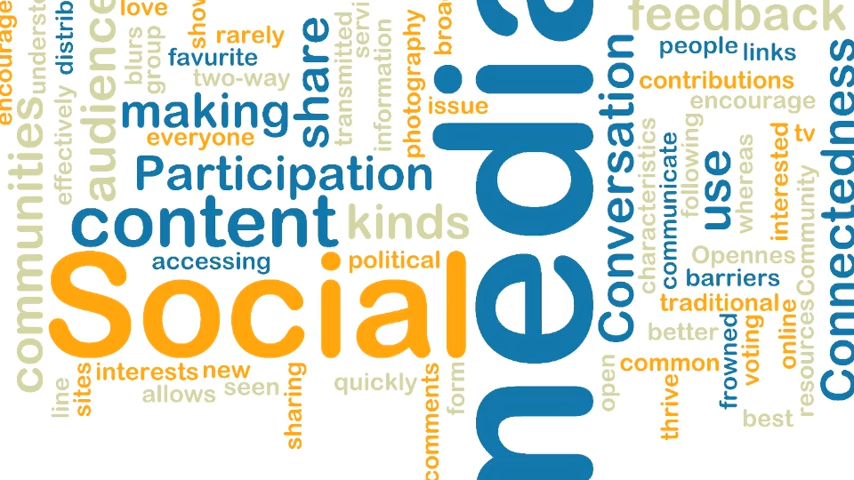 encourage
distrib
love
show
rarely
feedback
audience
blurs
group
favurite
two-way
share
transmitted
information
photography
people
links
making
everyone
issue
contributions
encourage
effectively
communities
Participation
content
kinds
accessing
political
Social
media
Conversation
characteristics
communicate
following
use
whereas
interested
tv
Community
Connectedness
Opennes
barriers
traditional
better
frowned
voting
online
resources
common
open
thrive
best
line
sites
interests
new
allows
seen
sharing
quickly
comments
form